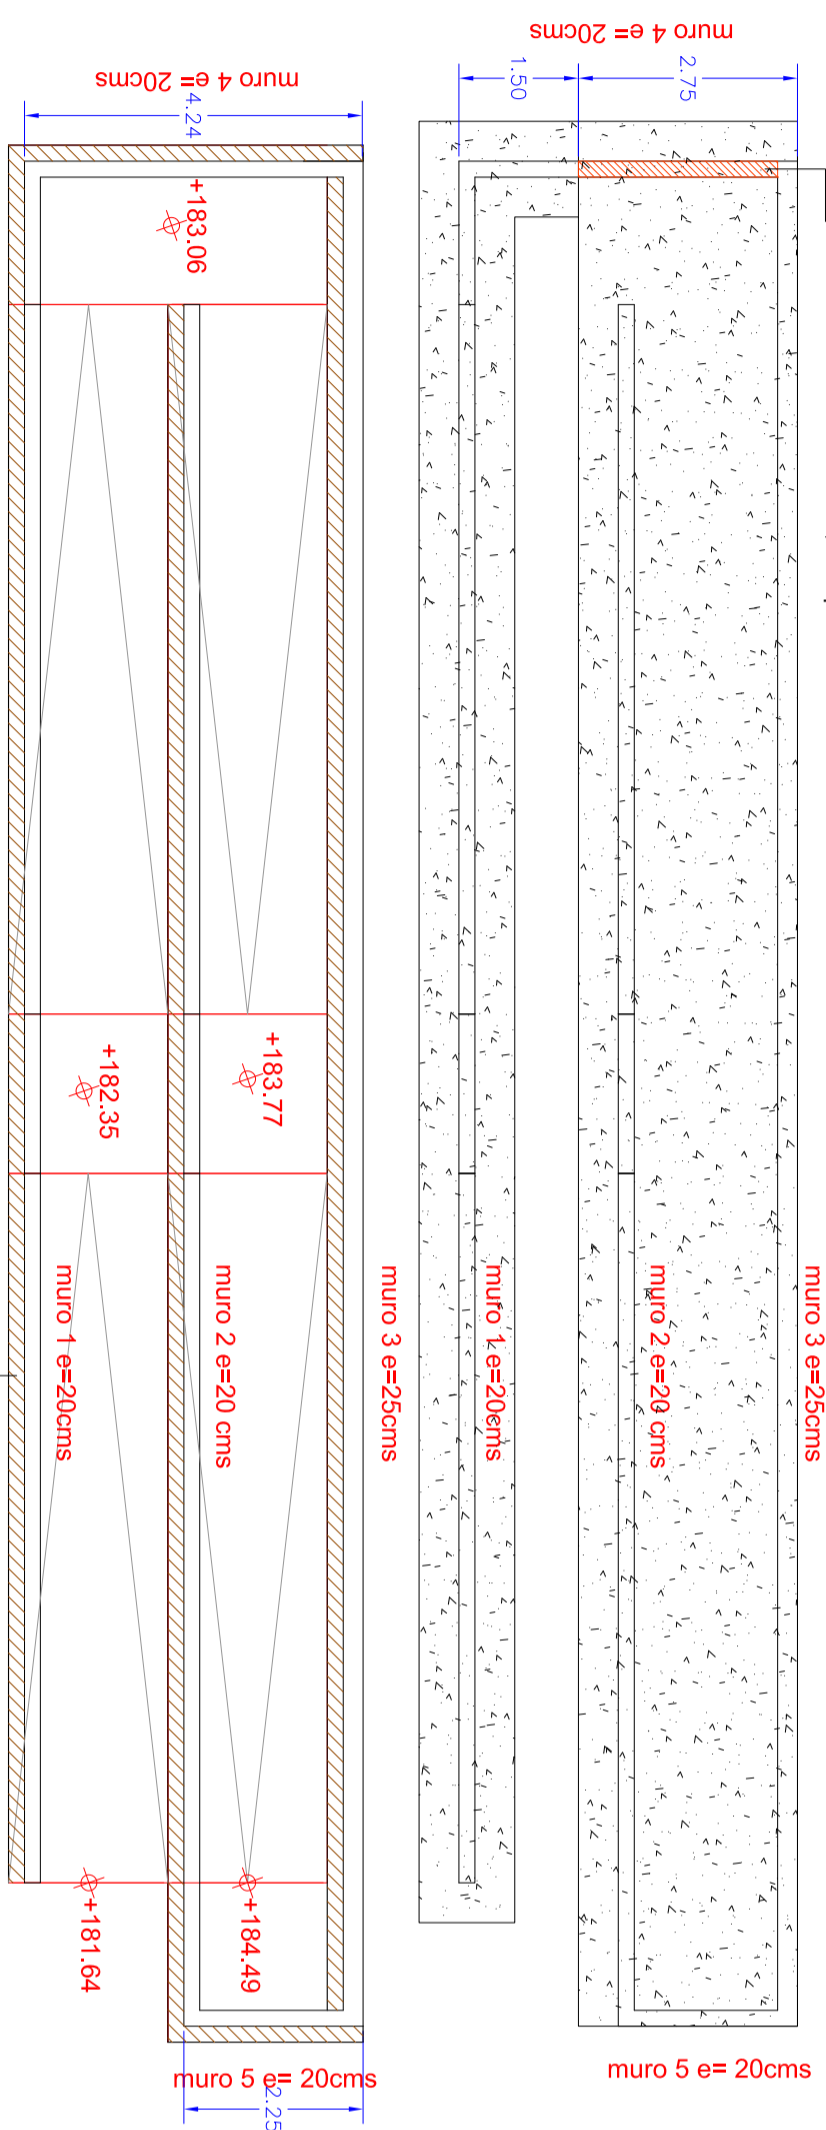 muro 4 e= 20cms
1.50
2.75
muro 4 e= 20cms
4.24
+183.06
+182.35
+183.77
muro 1 e=20cms
muro 2 e=20 cms
muro 3 e=25cms
muro 1 e=20cms
muro 2 e=20 cms
muro 3 e=25cms
+181.64
+184.49
muro 5 e= 20cms
muro 5 e= 20cms
2.25